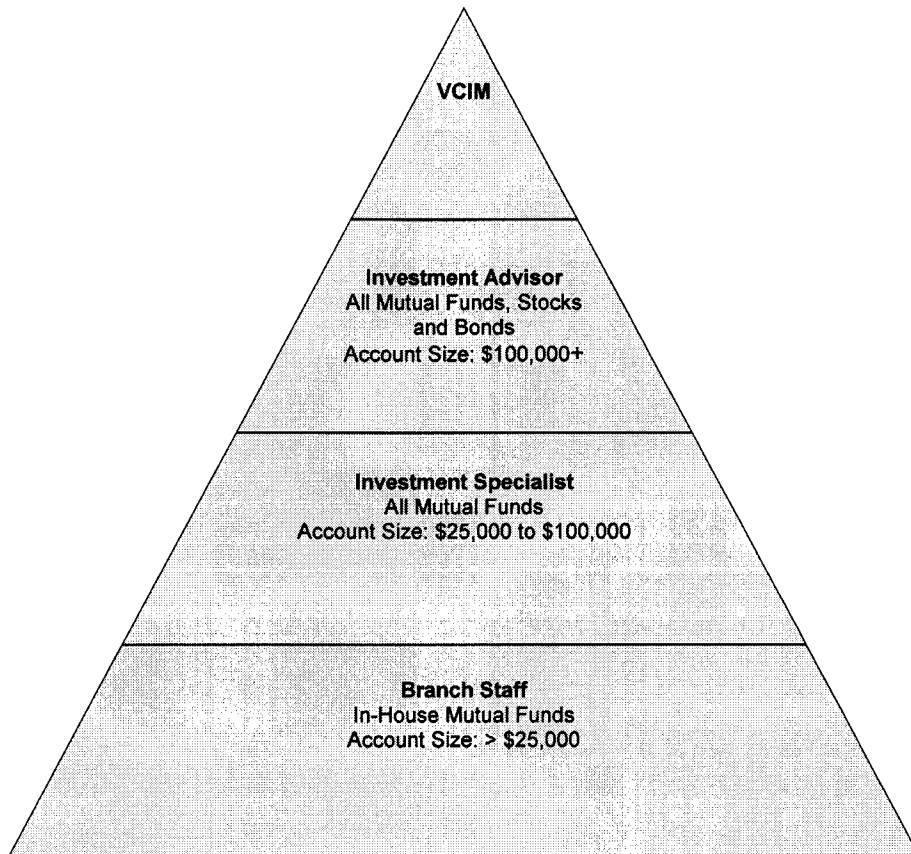 VCIM
Investment Advisor
All Mutual Funds, Stocks
and Bonds
Account Size: $100,000+
Investment Specialist
All Mutual Funds
Account Size: $25,000 to $100,000
Branch Staff
In-House Mutual Funds
Account Size: > $25,000